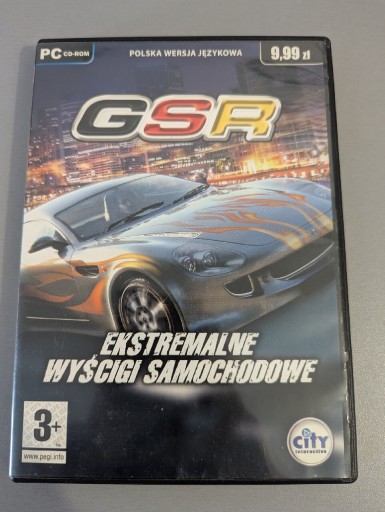 PC CD-ROM
POLSKA WERSJA JĘZYKOWA
9,99 zł
GSR
EKSTREMALNE
WYŚCIGI SAMOCHODOWE
3+
www.pegi.info
city
interactive